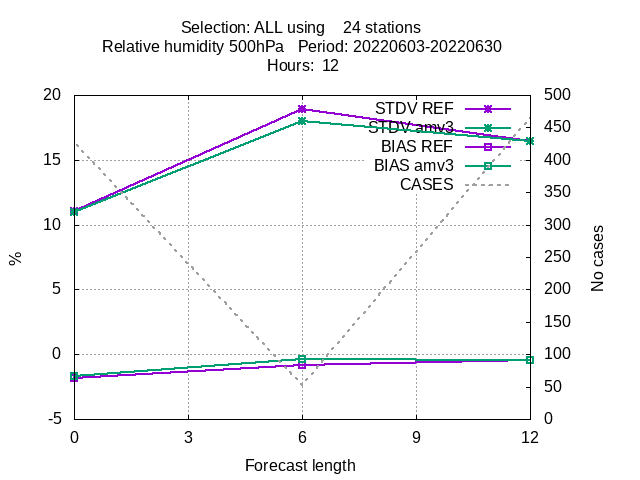 Selection: ALL using    24 stations
Relative humidity 500hPa   Period: 20220603-20220630
Hours:  12
STDV REF
STDV amv3
BIAS REF
BIAS amv3
CASES
20
15
10
5
0
-5
%
500
450
400
350
300
250
200
150
100
50
0
No cases
0 3 6 9 12
Forecast length